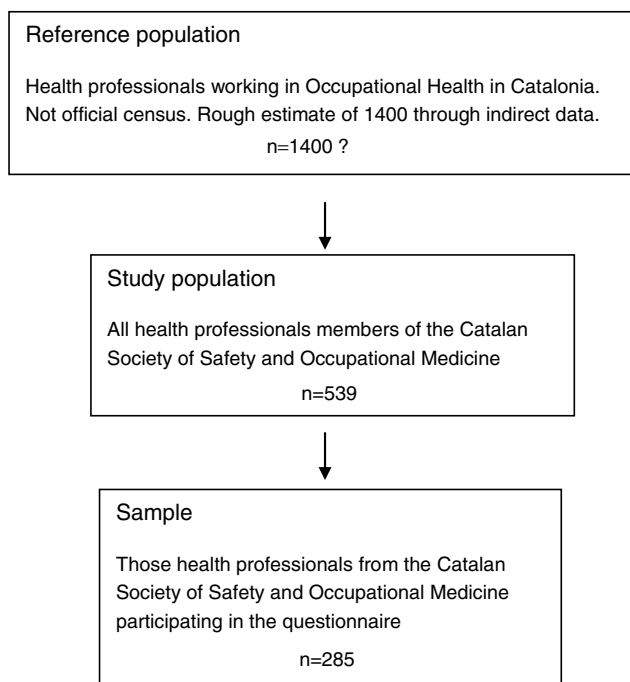 Reference population
Health professionals working in Occupational Health in Catalonia.
Not official census. Rough estimate of 1400 through indirect data.
n=1400 ?
Study population
All health professionals members of the Catalan
Society of Safety and Occupational Medicine
n=539
Sample
Those health professionals from the Catalan
Society of Safety and Occupational Medicine
participating in the questionnaire
n=285